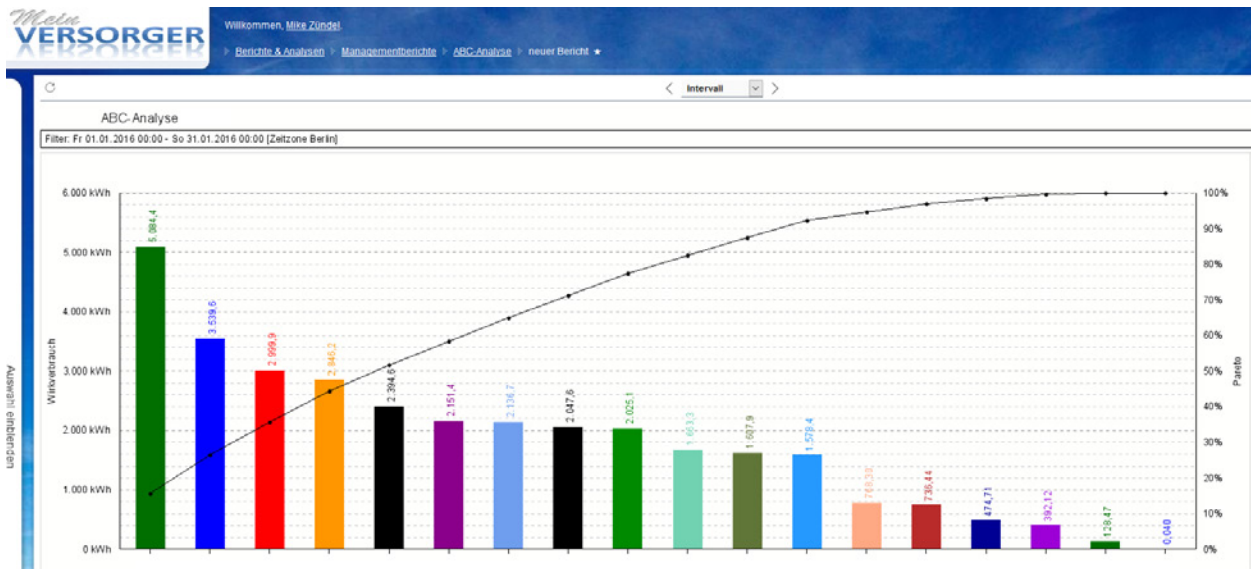 Mein
VERSORGER
Willkommen, Mike Zündel.
Berichte & Analysen Managementberichte ABC-Analyse neuer Bericht ★
Intervall
ABC-Analyse
Filter: Fr 01.01.2016 00:00 - So 31.01.2016 00:00 [Zeitzone Berlin]
Auswahl einblenden
Wirkverbrauch
6.000 kWh
5.000 kWh
4.000 kWh
3.000 kWh
2.000 kWh
1.000 kWh
0 kWh
5.084,4
3.539,6
2.999,9
2.394,6
2.151,4
2.136,7
2.047,6
2.025,1
1.607,9
1.579,4
768,30
736,44
474,71
392,12
128,47
0,040
100%
90%
80%
70%
60%
50%
40%
30%
20%
10%
0%
Pareto